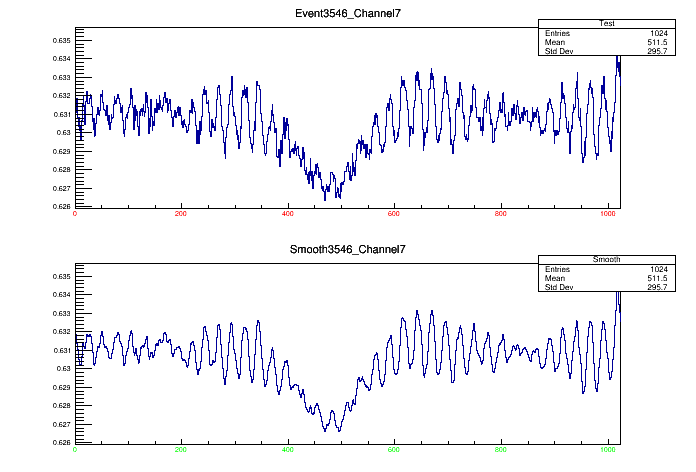 Event3546_Channel7
Test
Entries 1024
Mean 511.5
Std Dev 295.7
0.635
0.634
0.633
0.632
0.631
0.63
0.629
0.628
0.627
0.626
0 200 400 600 800 1000
Smooth3546_Channel7
Smooth
Entries 1024
Mean 511.5
Std Dev 295.7
0.635
0.634
0.633
0.632
0.631
0.63
0.629
0.628
0.627
0.626
0 200 400 600 800 1000